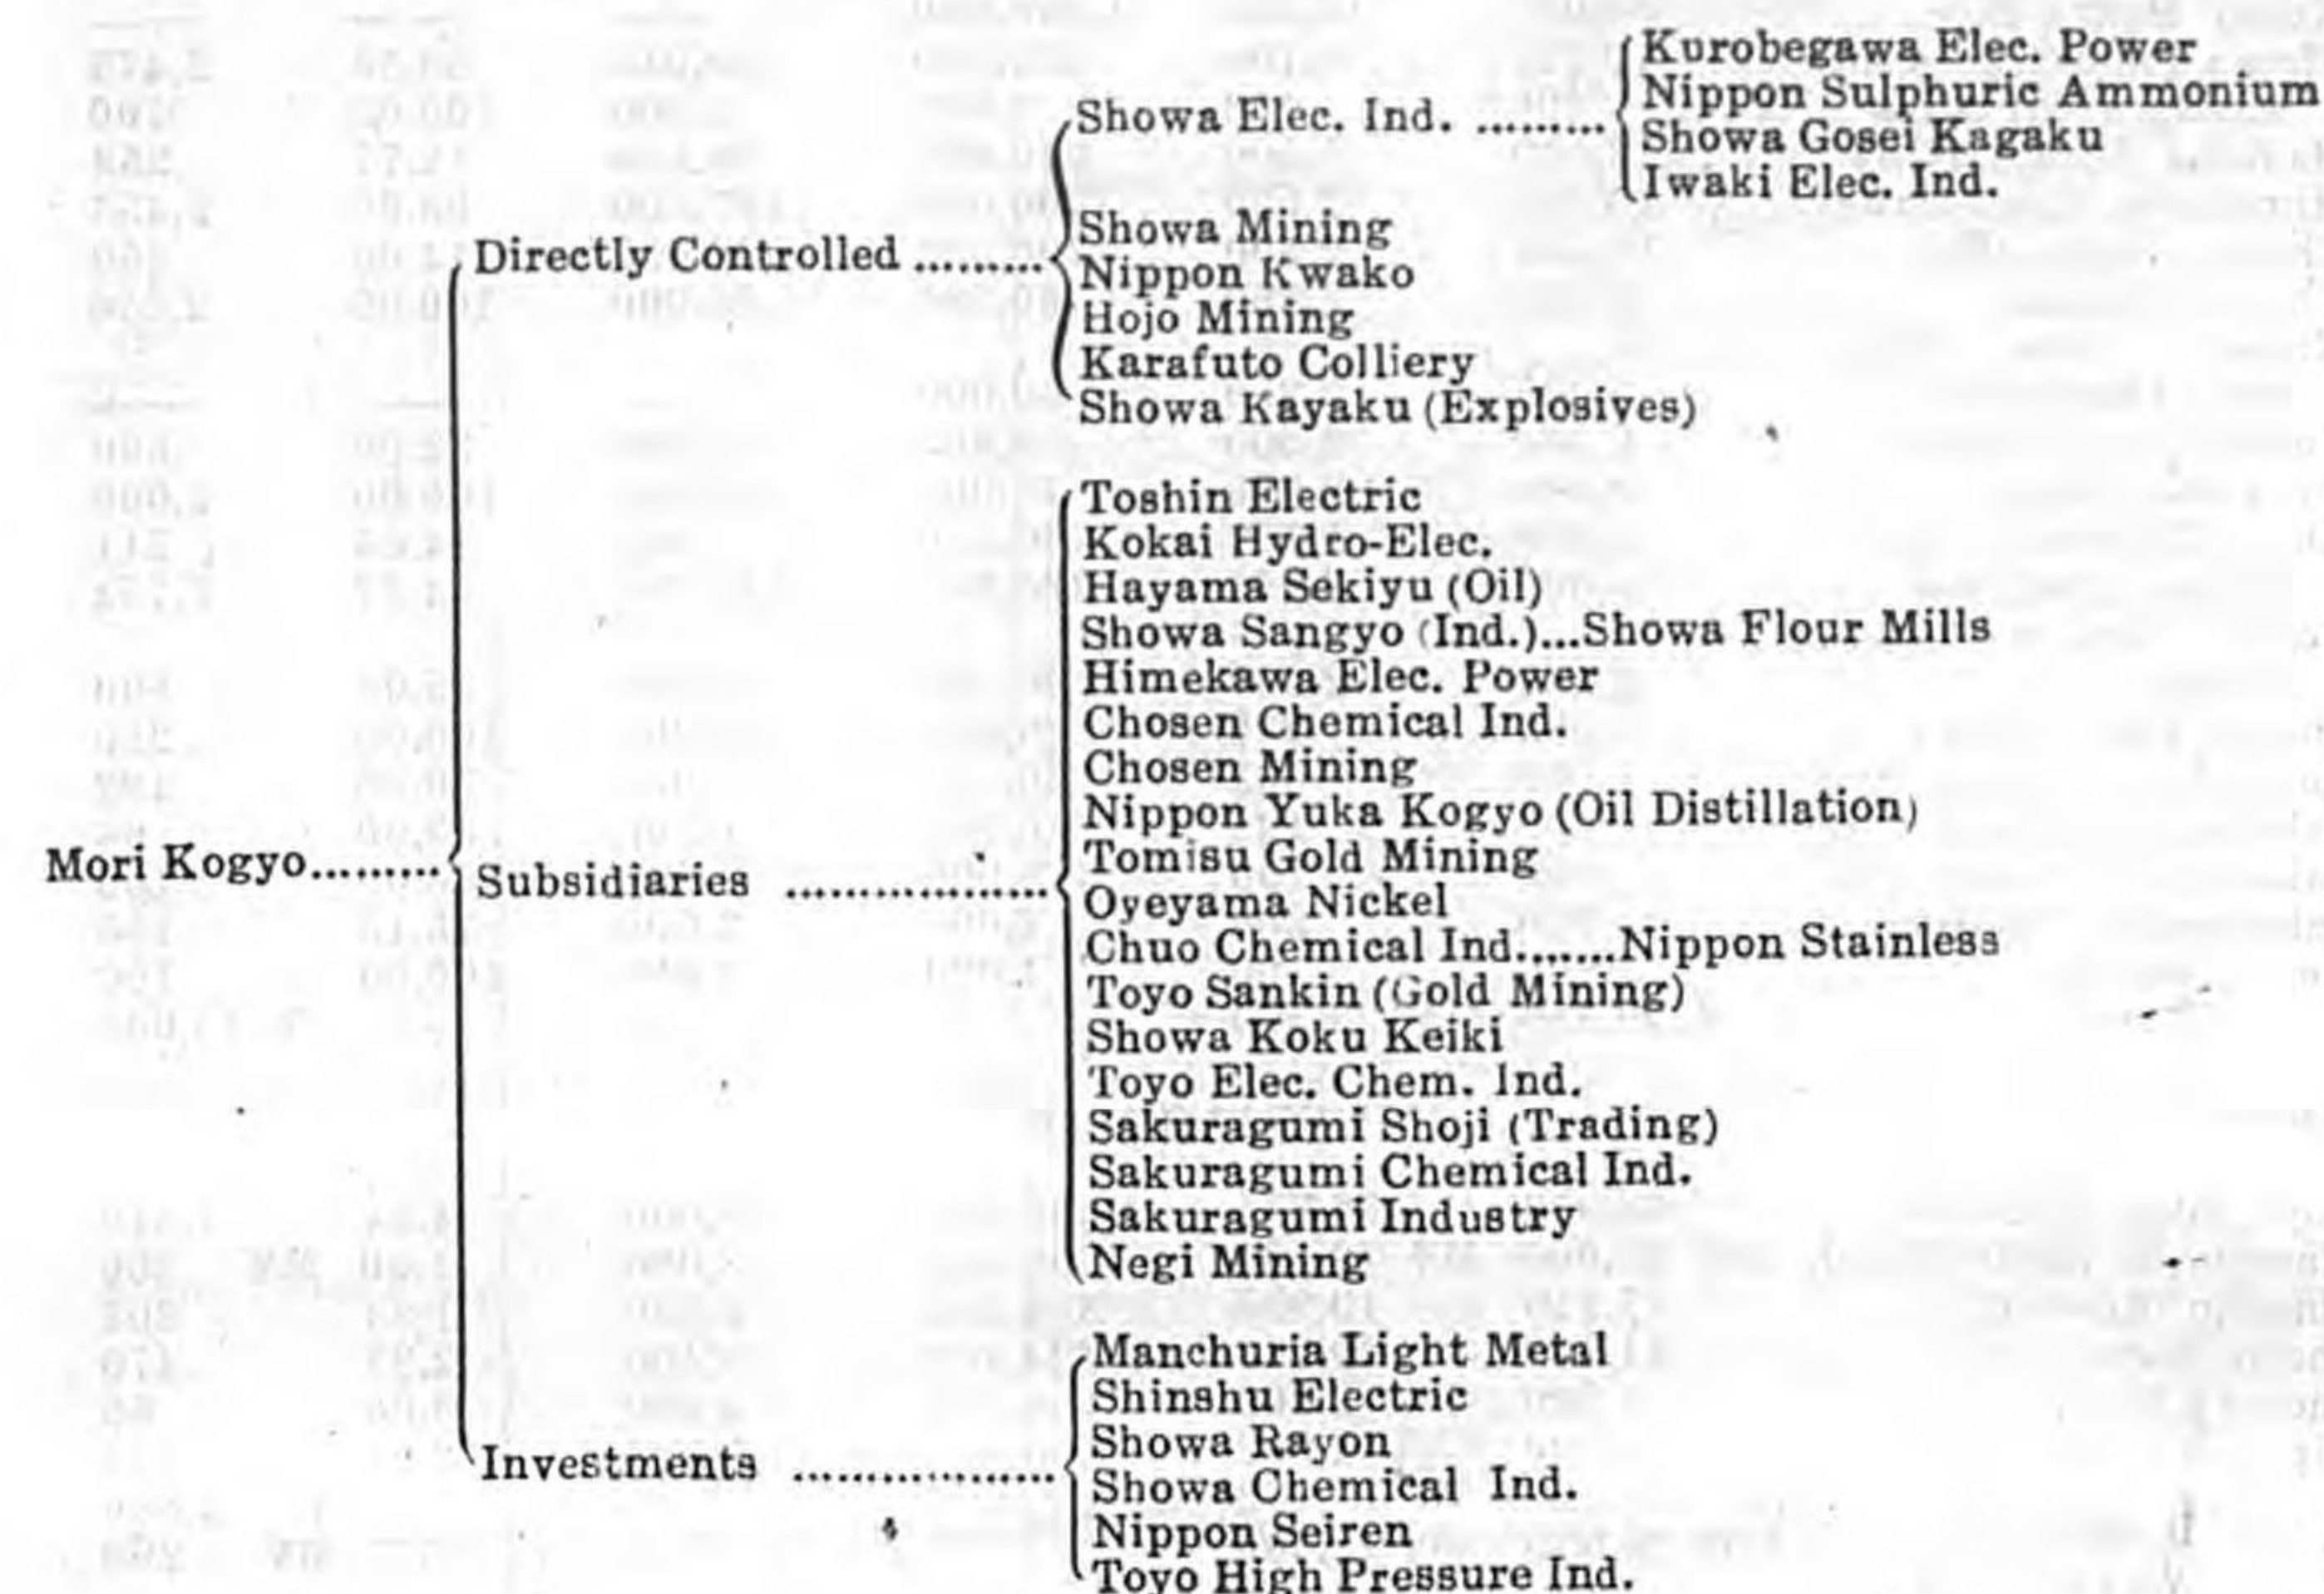 Mori Kogyo.........
Directly Controlled .........
Showa Elec. Ind. .........
Kurobegawa Elec. Power
Nippon Sulphuric Ammonium
Showa Gosei Kagaku
Iwaki Elec. Ind.
Showa Mining
Nippon Kwako
Hojo Mining
Karafuto Colliery
Showa Kayaku (Explosives)
Subsidiaries ..................
Toshin Electric
Kokai Hydro-Elec.
Hayama Sekiyu (Oil)
Showa Sangyo (Ind.)...Showa Flour Mills
Himekawa Elec. Power
Chosen Chemical Ind.
Chosen Mining
Nippon Yuka Kogyo (Oil Distillation)
Tomisu Gold Mining
Oyeyama Nickel
Chuo Chemical Ind.......Nippon Stainless
Toyo Sankin (Gold Mining)
Showa Koku Keiki
Toyo Elec. Chem. Ind.
Sakuragumi Shoji (Trading)
Sakuragumi Chemical Ind.
Sakuragumi Industry
Negi Mining
Investments ..................
Manchuria Light Metal
Shinshu Electric
Showa Rayon
Showa Chemical Ind.
Nippon Seiren
Toyo High Pressure Ind.